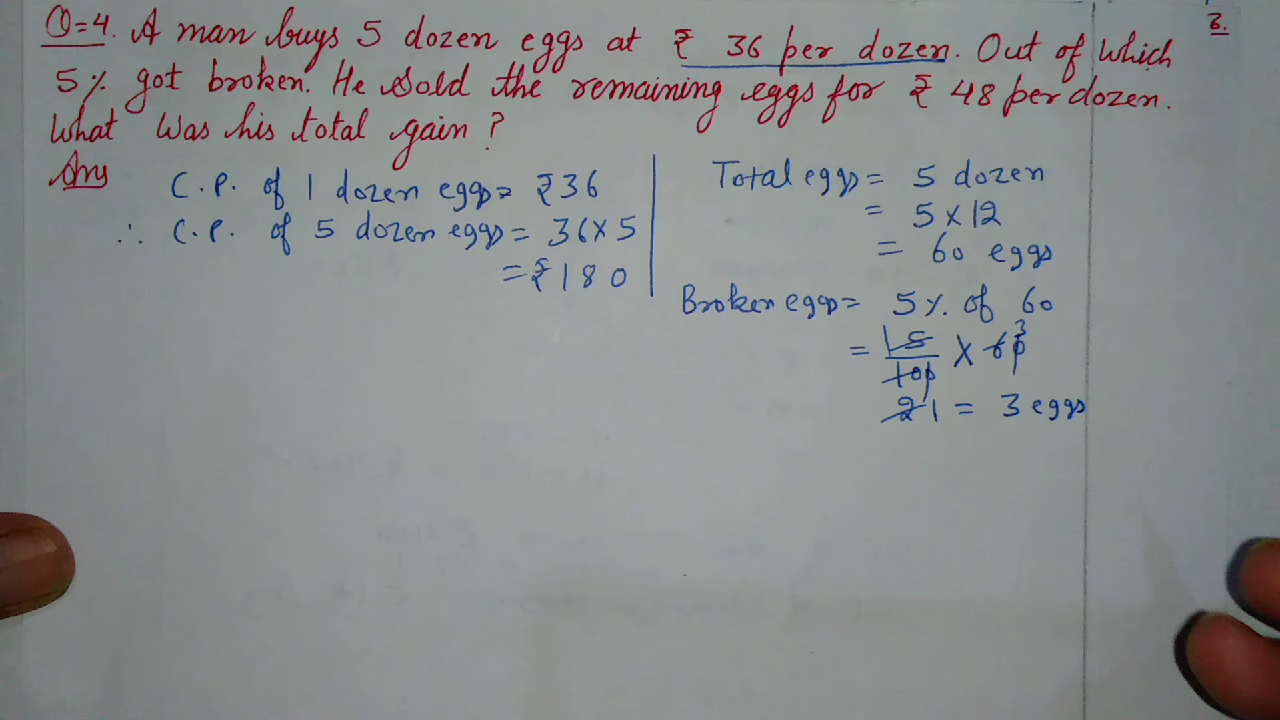 3.
Q=4. A man buys 5 dozen eggs at ₹ 36 per dozen. Out of which
5% got broken. He sold the remaining eggs for ₹ 48 per dozen.
What was his total gain?
Ans
C.P. of 1 dozen eggs= ₹36
∴ C.P. of 5 dozen eggs= 36×5
=₹180
Total eggs= 5 dozen
= 5×12
= 60 eggs
Broken eggs= 5% of 60
= 5/100 × 60
= 3 eggs